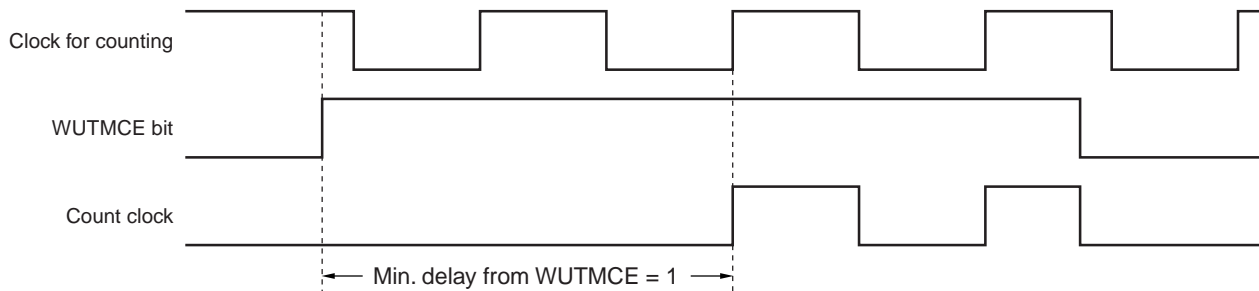 Clock for counting
WUTMCE bit
Count clock
Min. delay from WUTMCE = 1